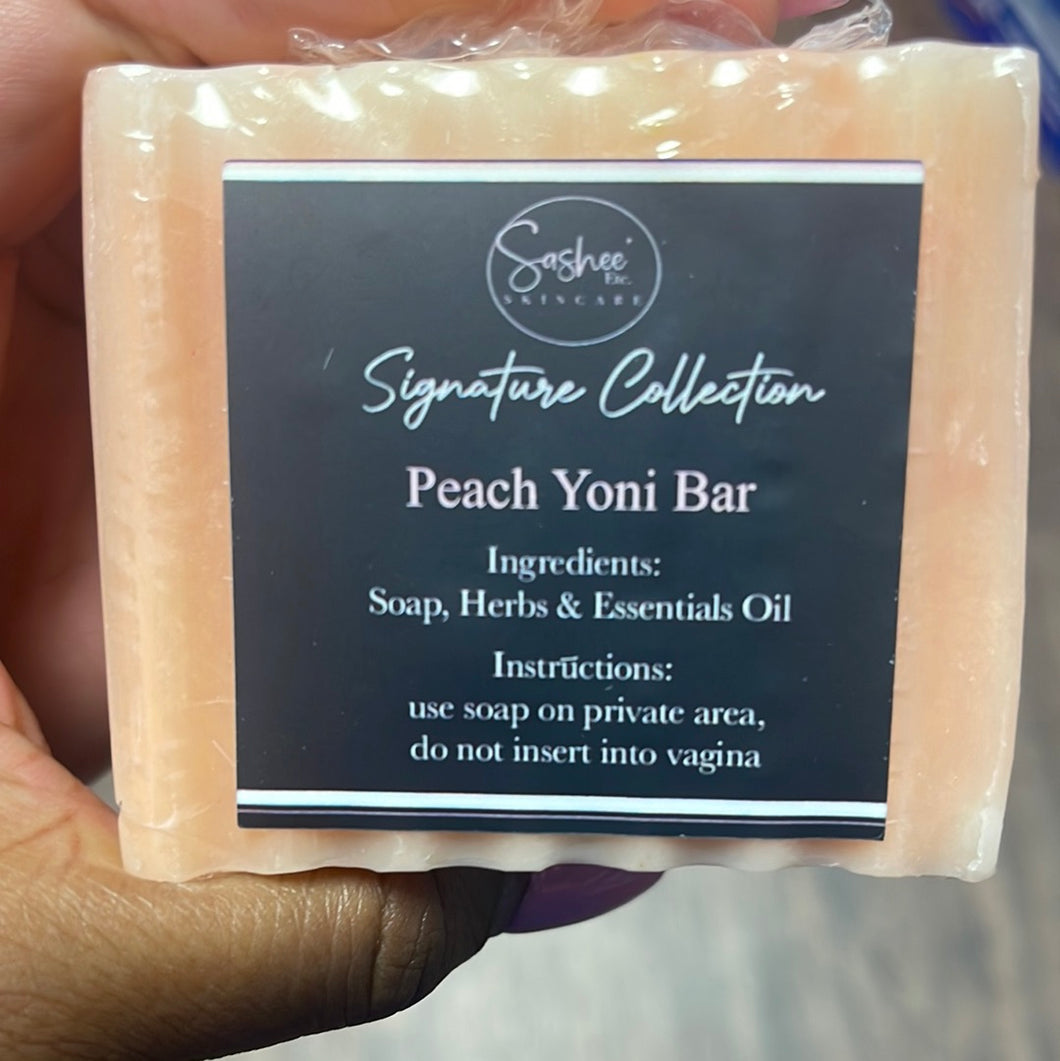 Sashee'
Etc.
SKINCARE
Signature Collection
Peach Yoni Bar
Ingredients:
Soap, Herbs & Essentials Oil
Instrūctions:
use soap on private area,
do not insert into vagina